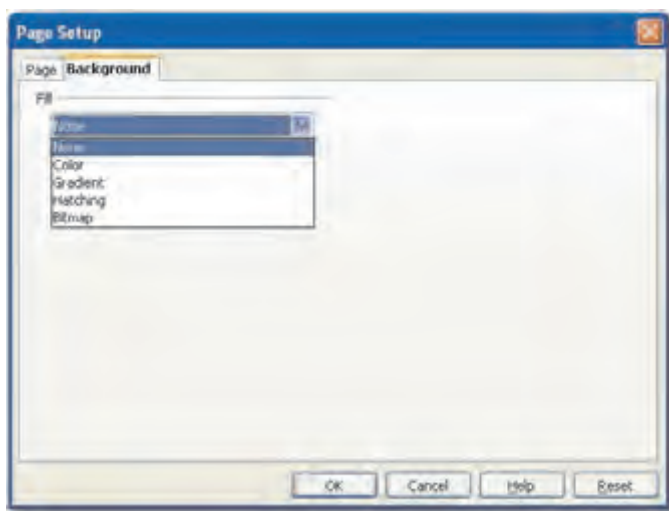 Page Setup
Page Background
Fill
None
None
Color
Gradient
Hatching
Bitmap
OK Cancel Help Reset